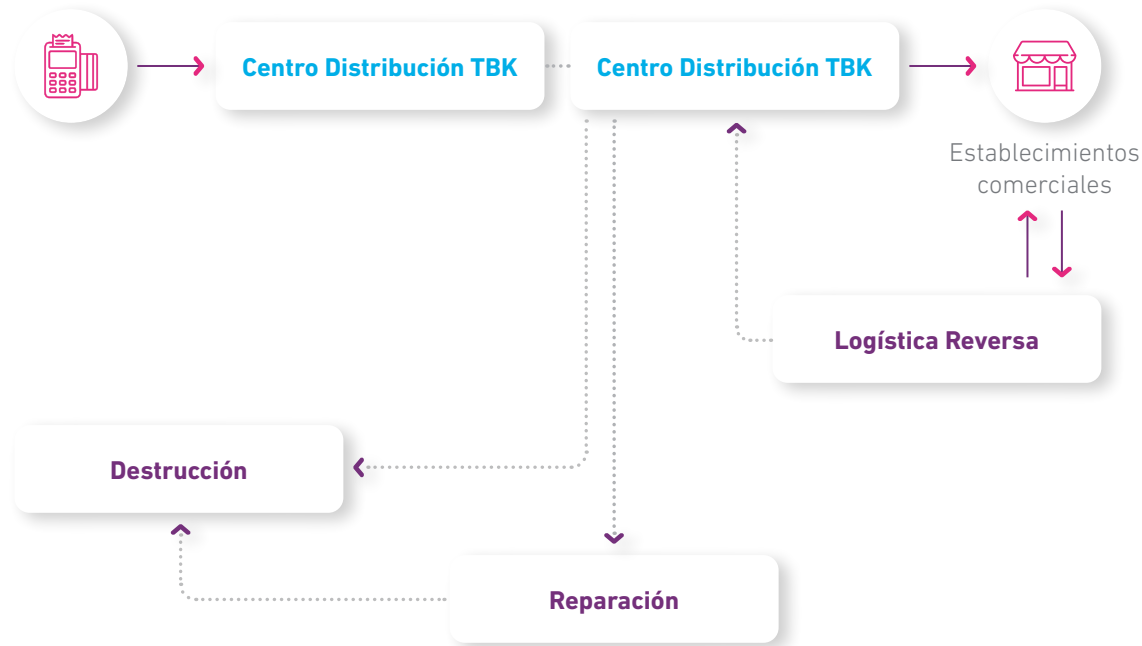 Centro Distribución TBK
Centro Distribución TBK
Establecimientos
comerciales
Logística Reversa
Destrucción
Reparación